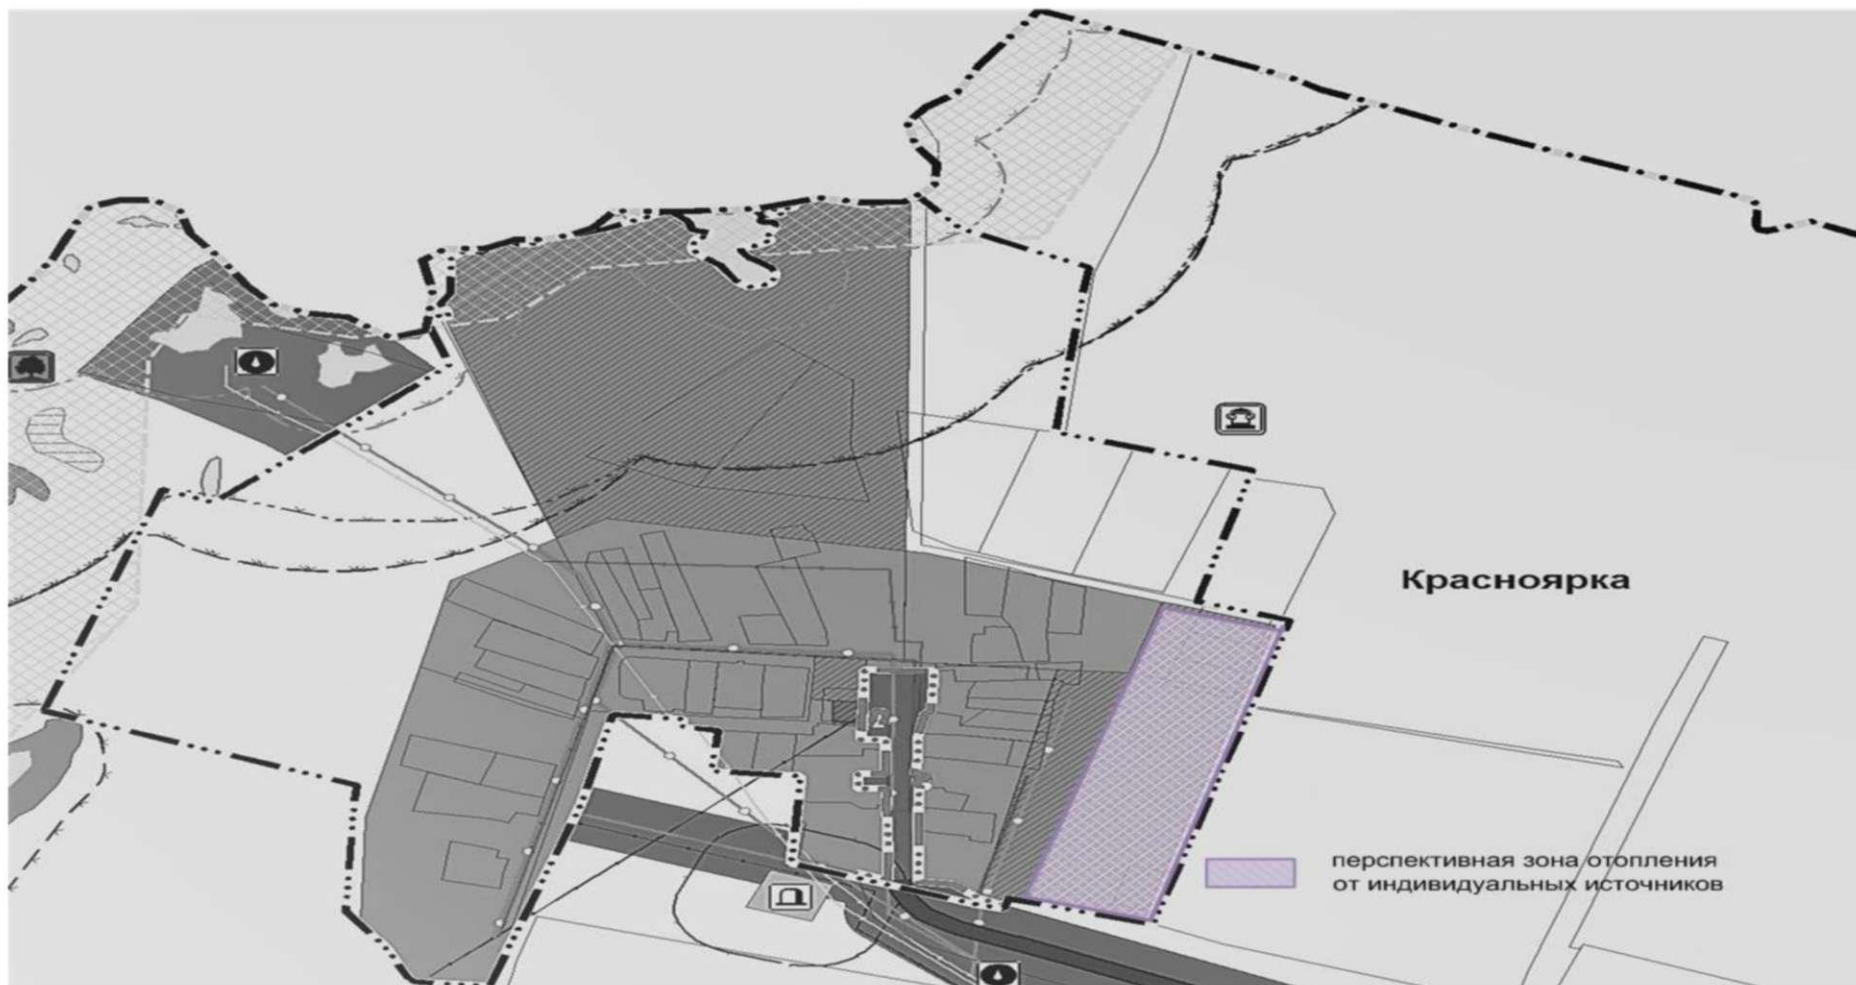 Красноярка
перспективная зона отопления
от индивидуальных источников